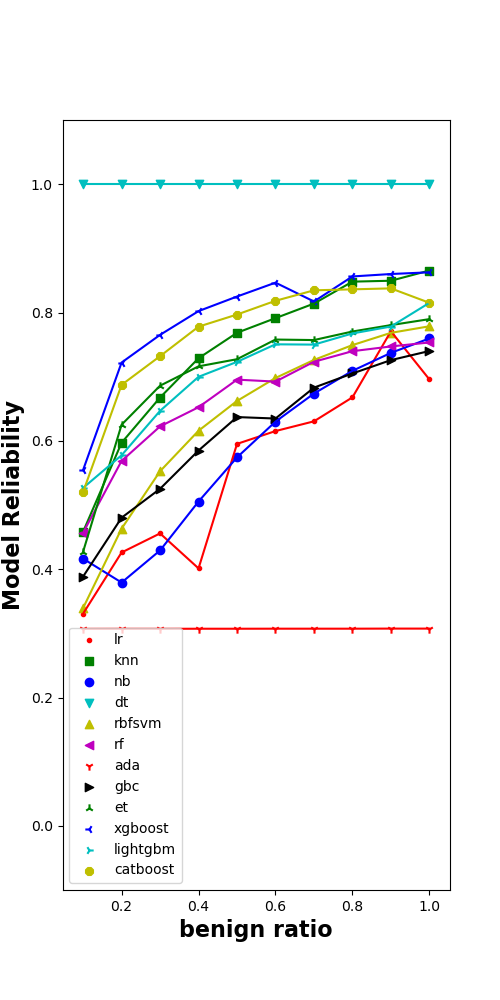 1.0
0.8
0.6
0.4
0.2
0.0
Model Reliability
lr
knn
nb
dt
rbfsvm
rf
ada
gbc
et
xgboost
lightgbm
catboost
0.2 0.4 0.6 0.8 1.0
benign ratio